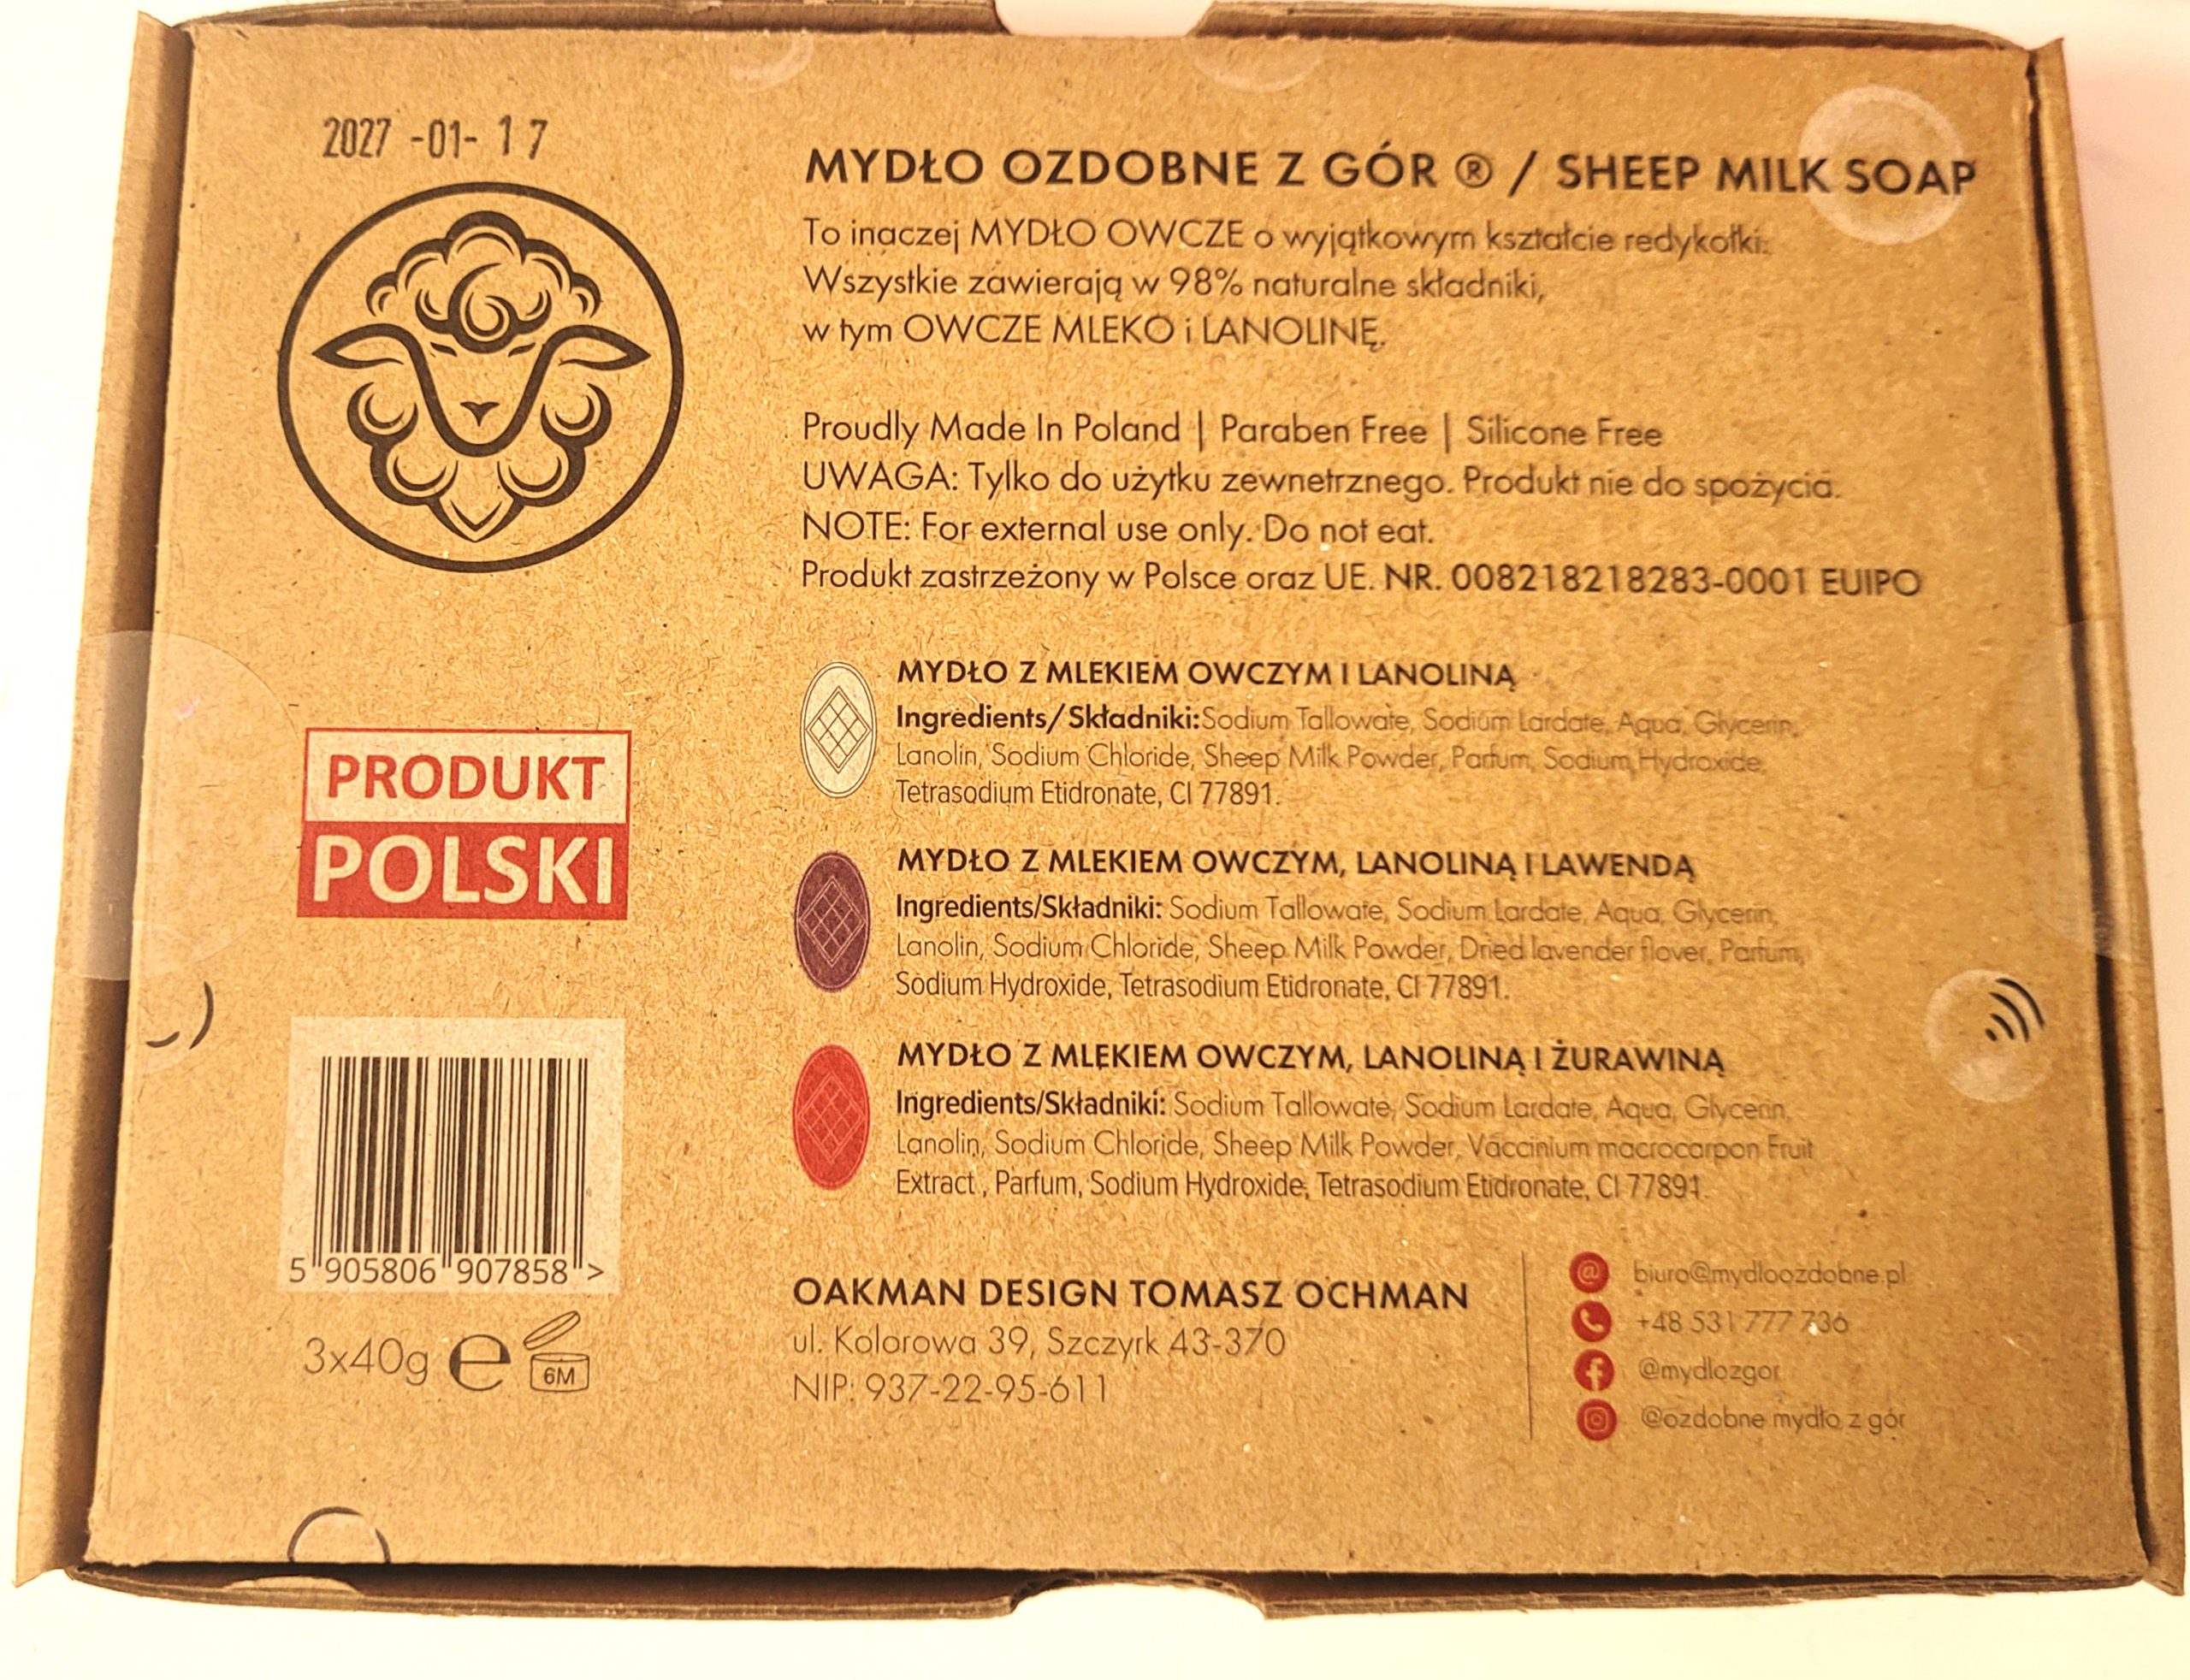 2027 -01- 17
MYDŁO OZDOBNE Z GÓR ® / SHEEP MILK SOAP
To inaczej MYDŁO OWCZE o wyjątkowym kształcie redykołki.
Wszystkie zawierają w 98% naturalne składniki,
w tym OWCZE MLEKO i LANOLINĘ.
Proudly Made In Poland | Paraben Free | Silicone Free
UWAGA: Tylko do użytku zewnetrznego. Produkt nie do spożycia.
NOTE: For external use only. Do not eat.
Produkt zastrzeżony w Polsce oraz UE. NR. 008218218283-0001 EUIPO
MYDŁO Z MLEKIEM OWCZYM I LANOLINĄ
Ingredients/Składniki: Sodium Tallowate, Sodium Lardate, Aqua, Glycerin,
Lanolin, Sodium Chloride, Sheep Milk Powder, Parfum, Sodium Hydroxide,
Tetrasodium Etidronate, CI 77891.
MYDŁO Z MLEKIEM OWCZYM, LANOLINĄ I LAWENDĄ
Ingredients/Składniki: Sodium Tallowate, Sodium Lardate, Aqua, Glycerin,
Lanolin, Sodium Chloride, Sheep Milk Powder, Dried lavender flover, Parfum,
Sodium Hydroxide, Tetrasodium Etidronate, CI 77891.
MYDŁO Z MLEKIEM OWCZYM, LANOLINĄ I ŻURAWINĄ
Ingredients/Składniki: Sodium Tallowate, Sodium Lardate, Aqua, Glycerin,
Lanolin, Sodium Chloride, Sheep Milk Powder, Vaccinium macrocarpon Fruit
Extract , Parfum, Sodium Hydroxide, Tetrasodium Etidronate, CI 77891.
PRODUKT
POLSKI
5 905806 907858 >
3x40g e 6M
OAKMAN DESIGN TOMASZ OCHMAN
ul. Kolorowa 39, Szczyrk 43-370
NIP: 937-22-95-611
biuro@mydloozdobne.pl
+48 531 777 736
@mydlozgor
@ozdobne mydło z gór